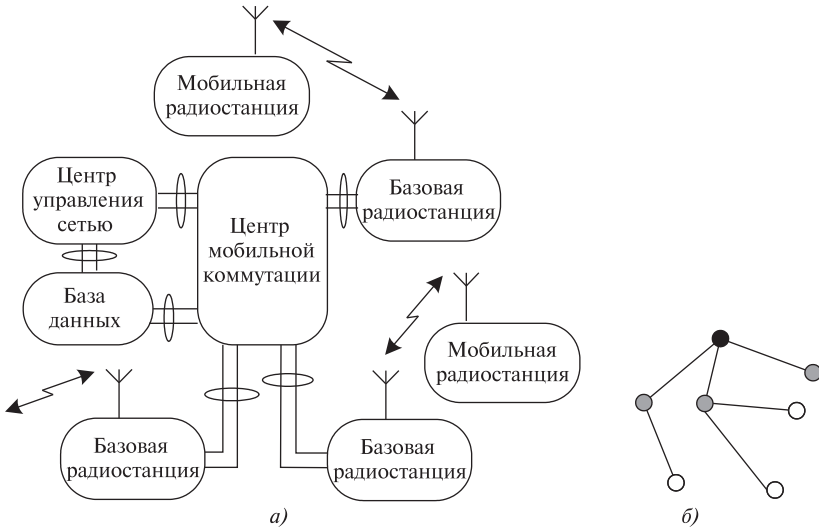 Мобильная
радиостанция
Центр
управления
сетью
Центр
мобильной
коммутации
Базовая
радиостанция
База
данных
Мобильная
радиостанция
Базовая
радиостанция
Базовая
радиостанция
а)
б)